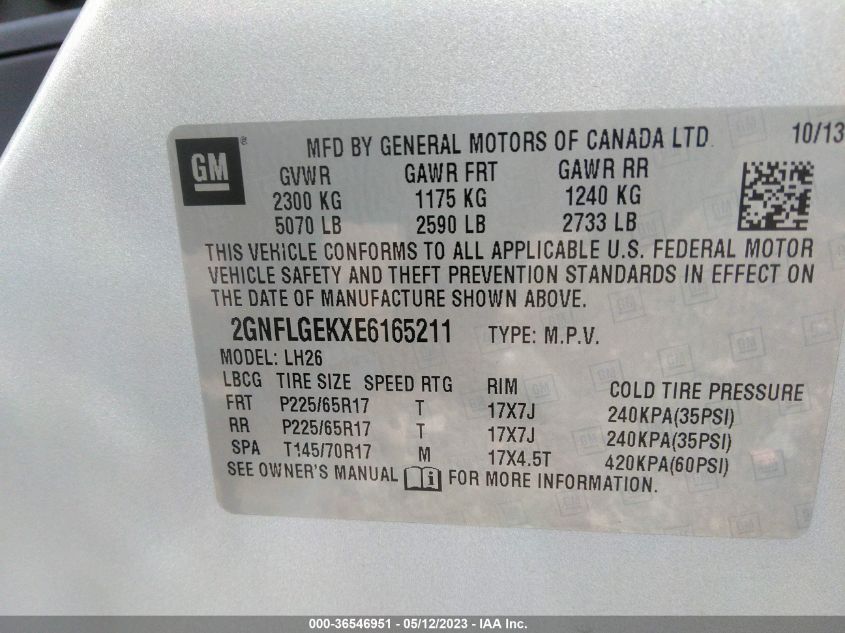 GM ®
MFD BY GENERAL MOTORS OF CANADA LTD 10/13
GVWR GAWR FRT GAWR RR
2300 KG 1175 KG 1240 KG
5070 LB 2590 LB 2733 LB
THIS VEHICLE CONFORMS TO ALL APPLICABLE U.S. FEDERAL MOTOR
VEHICLE SAFETY AND THEFT PREVENTION STANDARDS IN EFFECT ON
THE DATE OF MANUFACTURE SHOWN ABOVE.
2GNFLGEKXE6165211 TYPE: M.P.V.
MODEL: LH26
LBCG TIRE SIZE SPEED RTG RIM COLD TIRE PRESSURE
FRT P225/65R17 T 17X7J 240KPA(35PSI)
RR P225/65R17 T 17X7J 240KPA(35PSI)
SPA T145/70R17 M 17X4.5T 420KPA(60PSI)
SEE OWNER'S MANUAL i FOR MORE INFORMATION.
000-36546951 - 05/12/2023 - IAA Inc.